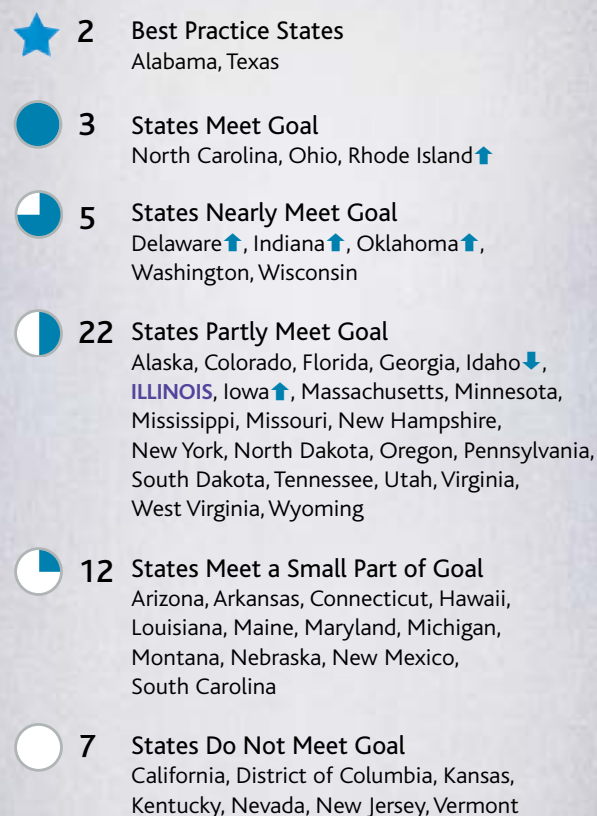 2 Best Practice States
Alabama, Texas
3 States Meet Goal
North Carolina, Ohio, Rhode Island⬆
5 States Nearly Meet Goal
Delaware⬆, Indiana⬆, Oklahoma⬆,
Washington, Wisconsin
22 States Partly Meet Goal
Alaska, Colorado, Florida, Georgia, Idaho⬇,
ILLINOIS, Iowa⬆, Massachusetts, Minnesota,
Mississippi, Missouri, New Hampshire,
New York, North Dakota, Oregon, Pennsylvania,
South Dakota, Tennessee, Utah, Virginia,
West Virginia, Wyoming
12 States Meet a Small Part of Goal
Arizona, Arkansas, Connecticut, Hawaii,
Louisiana, Maine, Maryland, Michigan,
Montana, Nebraska, New Mexico,
South Carolina
7 States Do Not Meet Goal
California, District of Columbia, Kansas,
Kentucky, Nevada, New Jersey, Vermont